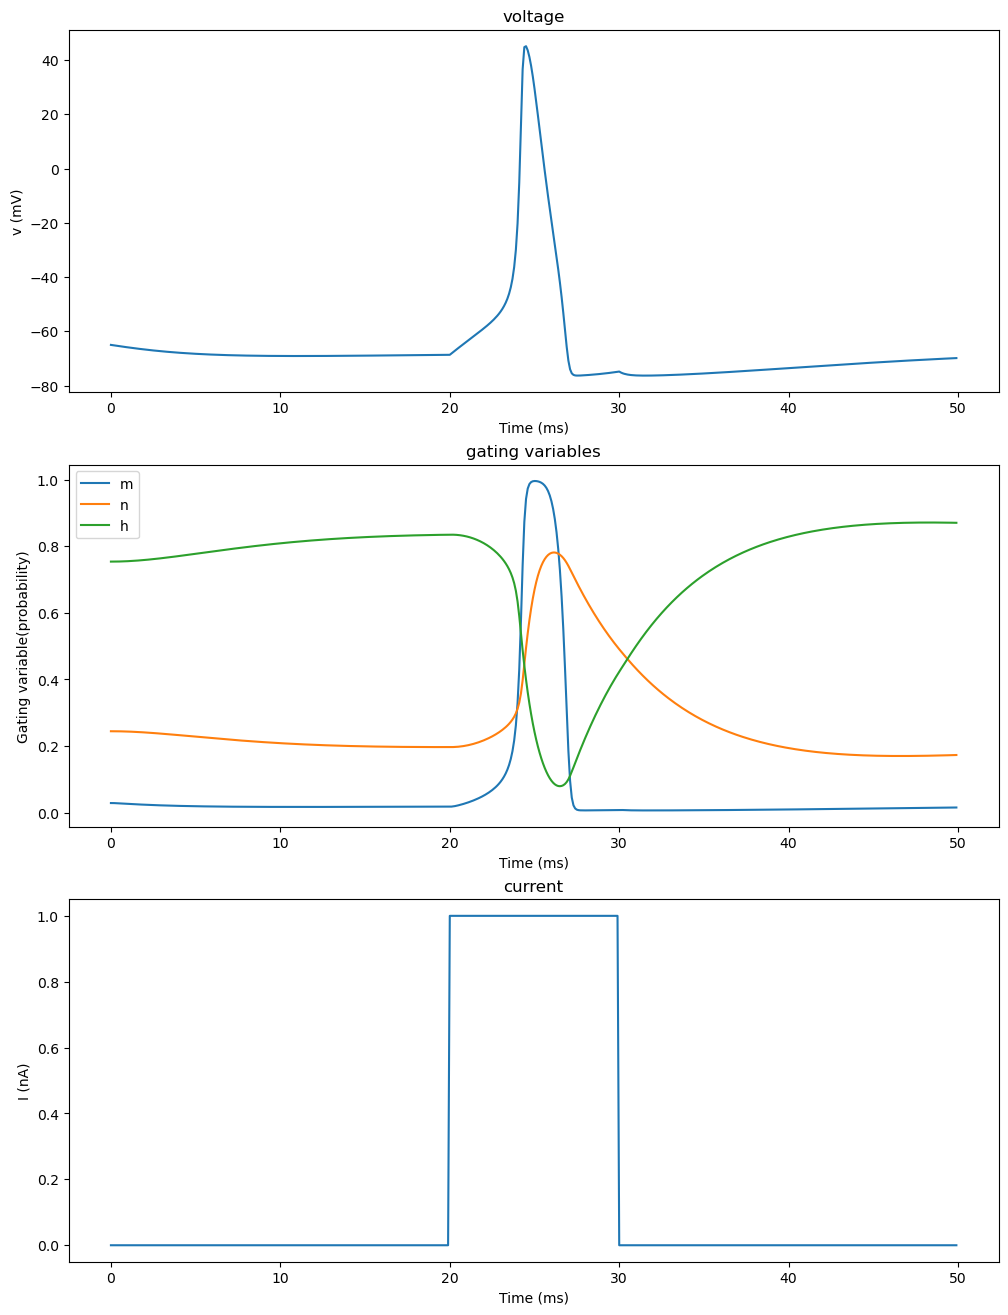 voltage
v (mV)
40
20
0
−20
−40
−60
−80
0 10 20 30 40 50
Time (ms)
gating variables
Gating variable(probability)
1.0
0.8
0.6
0.4
0.2
0.0
m
n
h
0 10 20 30 40 50
Time (ms)
current
I (nA)
1.0
0.8
0.6
0.4
0.2
0.0
0 10 20 30 40 50
Time (ms)